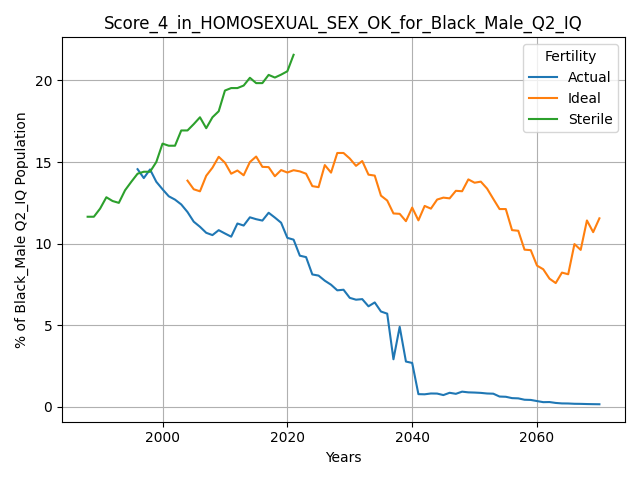 Score_4_in_HOMOSEXUAL_SEX_OK_for_Black_Male_Q2_IQ
Fertility
Actual
Ideal
Sterile
% of Black_Male Q2_IQ Population
20
15
10
5
0
2000 2020 2040 2060
Years